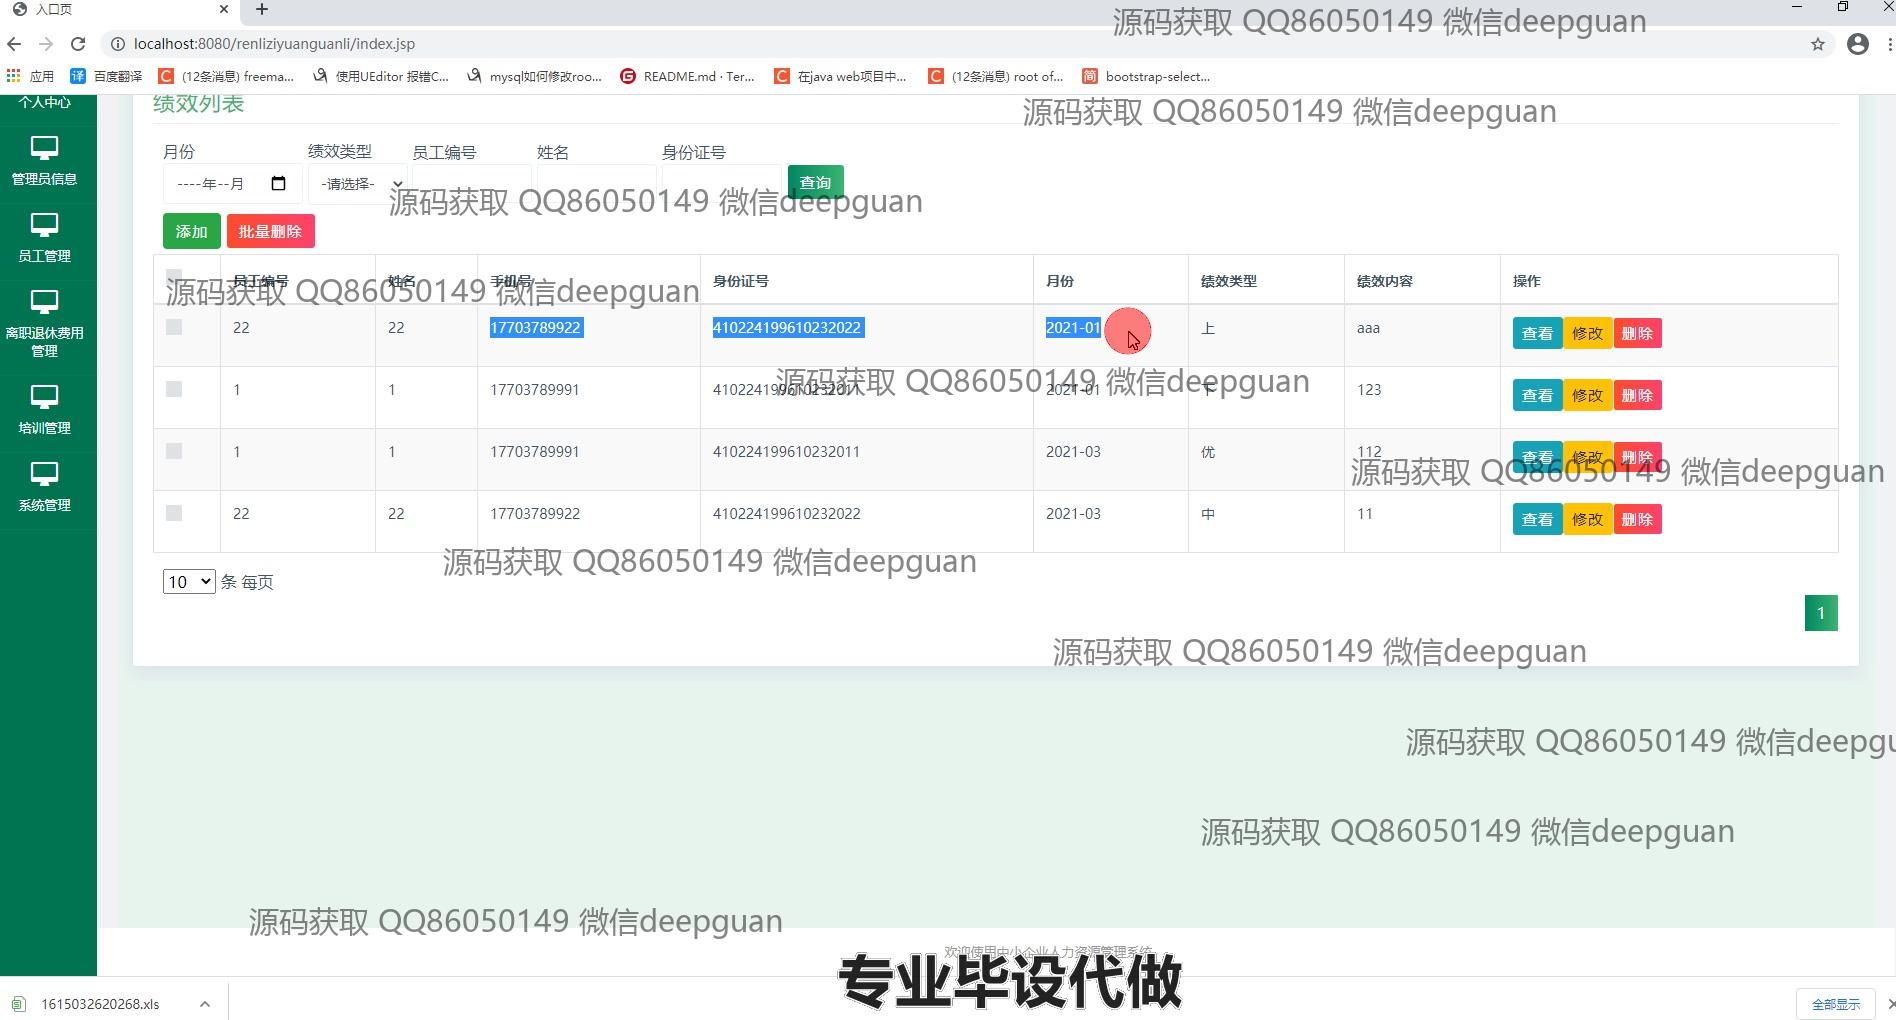 入口页
源码获取 QQ86050149 微信deepguan
localhost:8080/renliziyuanguanli/index.jsp
应用 百度翻译 (12条消息) freema... 使用UEditor 报错C... mysql如何修改roo... README.md · Ter... 在java web项目中... (12条消息) root of... bootstrap-select...
个人中心
绩效列表
源码获取 QQ86050149 微信deepguan
管理员信息
员工管理
离职退休费用
管理
培训管理
系统管理
月份 绩效类型 员工编号 姓名 身份证号
----年--月 -请选择- 查询
源码获取 QQ86050149 微信deepguan
添加 批量删除
员工编号 姓名 手机号 身份证号 月份 绩效类型 绩效内容 操作
源码获取 QQ86050149 微信deepguan
22 22 17703789922 410224199610232022 2021-01 上 aaa 查看 修改 删除
源码获取 QQ86050149 微信deepguan
1 1 17703789991 410224199610232011 2021-01 下 123 查看 修改 删除
1 1 17703789991 410224199610232011 2021-03 优 112 查看 修改 删除
源码获取 QQ86050149 微信deepguan
22 22 17703789922 410224199610232022 2021-03 中 11 查看 修改 删除
源码获取 QQ86050149 微信deepguan
10 条 每页
1
源码获取 QQ86050149 微信deepguan
源码获取 QQ86050149 微信deepgu
源码获取 QQ86050149 微信deepguan
源码获取 QQ86050149 微信deepguan
欢迎使用中小企业人力资源管理系统
专业毕设代做
1615032620268.xls 全部显示